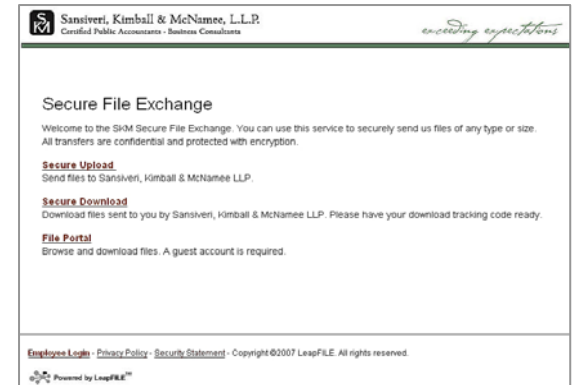 SKM
Sansiveri, Kimball & McNamee, L.L.P.
Certified Public Accountants - Business Consultants
exceeding expectations
Secure File Exchange
Welcome to the SKM Secure File Exchange. You can use this service to securely send us files of any type or size.
All transfers are confidential and protected with encryption.
Secure Upload
Send files to Sansiveri, Kimball & McNamee LLP.
Secure Download
Download files sent to you by Sansiveri, Kimball & McNamee LLP. Please have your download tracking code ready.
File Portal
Browse and download files. A guest account is required.
Employee Login - Privacy Policy - Security Statement - Copyright ©2007 LeapFILE. All rights reserved.
Powered by LeapFILE™